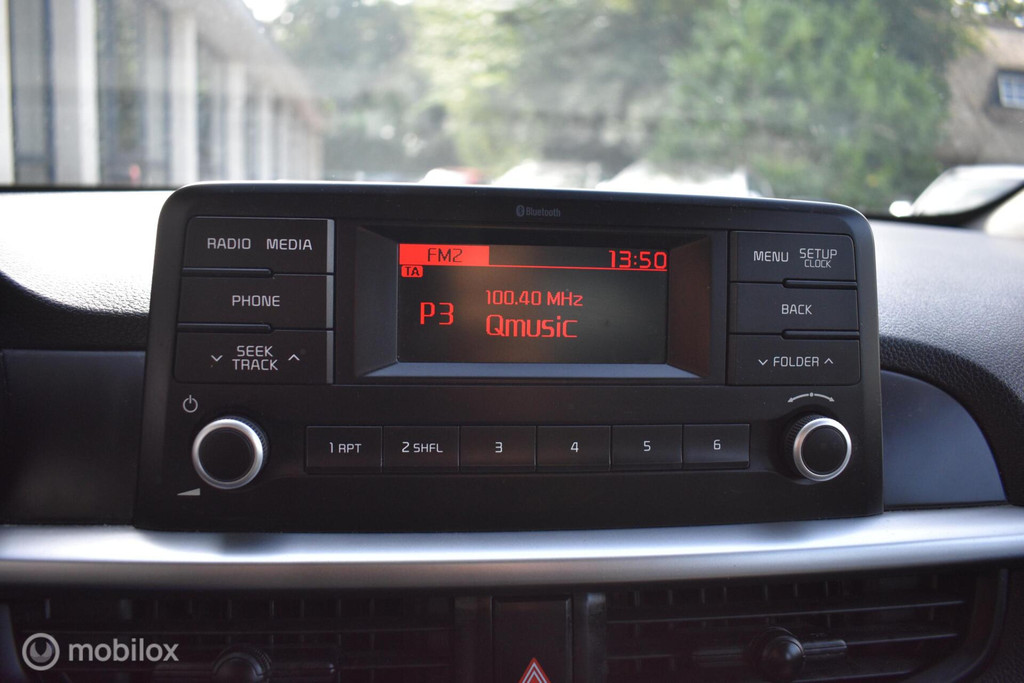 Bluetooth
RADIO MEDIA
PHONE
SEEK
TRACK
FM2 13:50
TA
100.40 MHz
P3 Qmusic
MENU SETUP
CLOCK
BACK
FOLDER
1 RPT 2 SHFL 3 4 5 6
mobilox